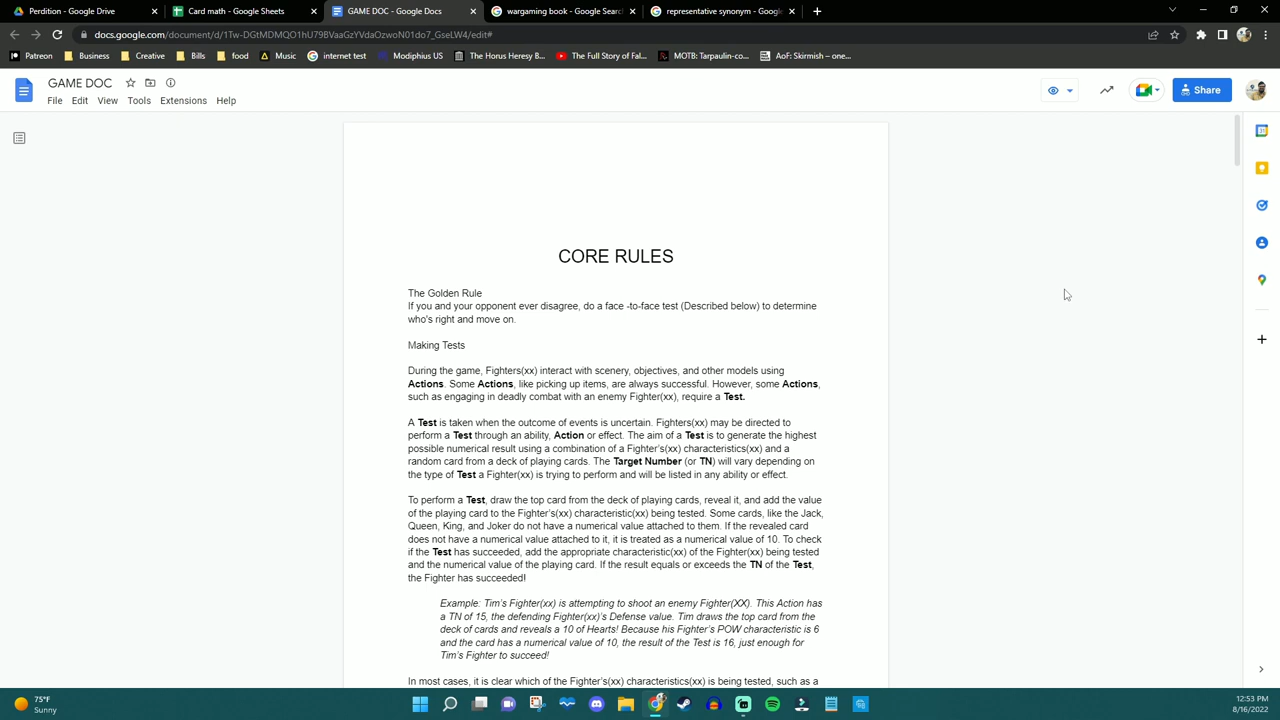 Perdition - Google Drive
Card math - Google Sheets
GAME DOC - Google Docs
wargaming book - Google Search
representative synonym - Google
docs.google.com/document/d/1Tw-DGtMDMQO1hU79BVaaGzYVdaOzwoN01do7_GseLW4/edit#
Patreon
Business
Creative
Bills
food
Music
internet test
Modiphius US
The Horus Heresy B...
The Full Story of Fal...
MOTB: Tarpaulin-co...
AoF: Skirmish – one...
GAME DOC
File Edit View Tools Extensions Help
Share
CORE RULES
The Golden Rule
If you and your opponent ever disagree, do a face -to-face test (Described below) to determine
who's right and move on.
Making Tests
During the game, Fighters(xx) interact with scenery, objectives, and other models using
Actions. Some Actions, like picking up items, are always successful. However, some Actions,
such as engaging in deadly combat with an enemy Fighter(xx), require a Test.
A Test is taken when the outcome of events is uncertain. Fighters(xx) may be directed to
perform a Test through an ability, Action or effect. The aim of a Test is to generate the highest
possible numerical result using a combination of a Fighter's(xx) characteristics(xx) and a
random card from a deck of playing cards. The Target Number (or TN) will vary depending on
the type of Test a Fighter(xx) is trying to perform and will be listed in any ability or effect.
To perform a Test, draw the top card from the deck of playing cards, reveal it, and add the value
of the playing card to the Fighter's(xx) characteristic(xx) being tested. Some cards, like the Jack,
Queen, King, and Joker do not have a numerical value attached to them. If the revealed card
does not have a numerical value attached to it, it is treated as a numerical value of 10. To check
if the Test has succeeded, add the appropriate characteristic(xx) of the Fighter(xx) being tested
and the numerical value of the playing card. If the result equals or exceeds the TN of the Test,
the Fighter has succeeded!
Example: Tim's Fighter(xx) is attempting to shoot an enemy Fighter(XX). This Action has
a TN of 15, the defending Fighter(xx)'s Defense value. Tim draws the top card from the
deck of cards and reveals a 10 of Hearts! Because his Fighter's POW characteristic is 6
and the card has a numerical value of 10, the result of the Test is 16, just enough for
Tim's Fighter to succeed!
In most cases, it is clear which of the Fighter's(xx) characteristics(xx) is being tested, such as a
75°F
Sunny
12:53 PM
8/16/2022